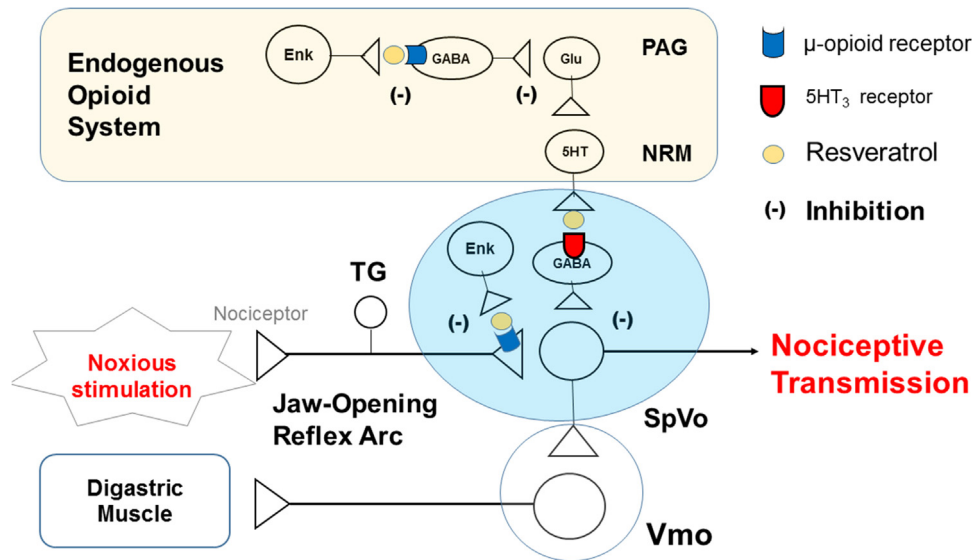 Endogenous
Opioid
System
Enk
GABA
Glu
PAG
(-)
(-)
5HT
NRM
μ-opioid receptor
5HT₃ receptor
Resveratrol
(-) Inhibition
Enk
GABA
TG
Nociceptor
(-)
(-)
Noxious
stimulation
Nociceptive
Transmission
Jaw-Opening
Reflex Arc
SpVo
Digastric
Muscle
Vmo